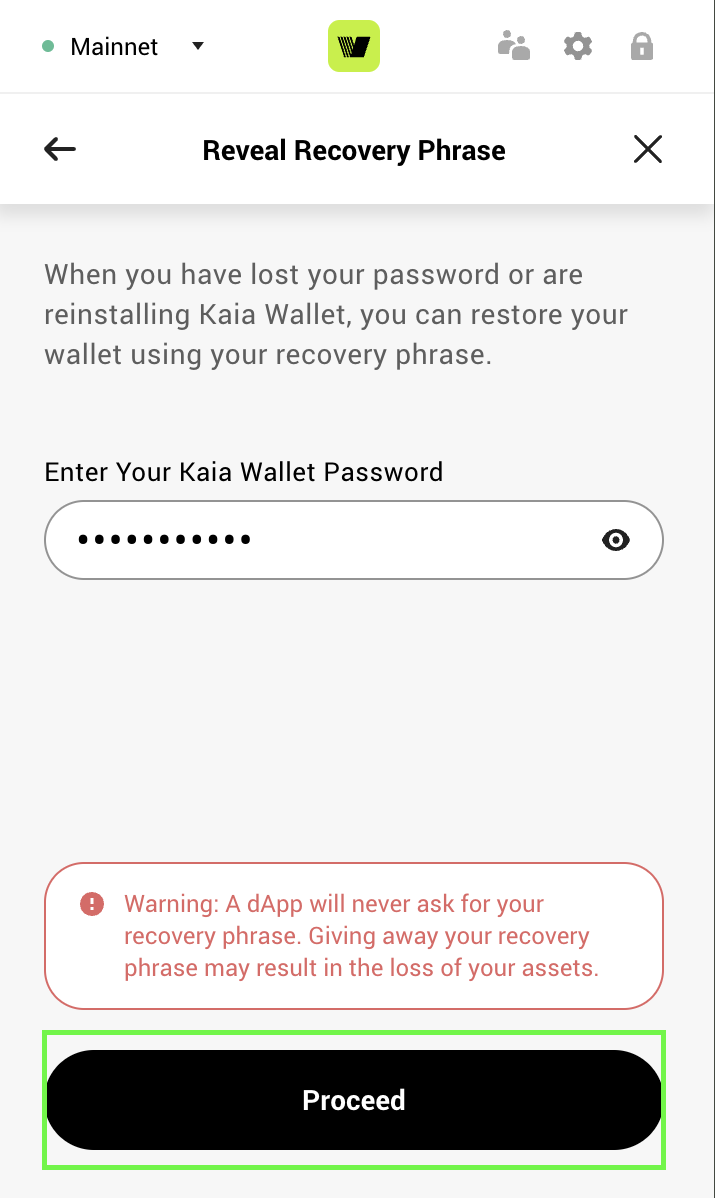 Mainnet
Reveal Recovery Phrase
When you have lost your password or are
reinstalling Kaia Wallet, you can restore your
wallet using your recovery phrase.
Enter Your Kaia Wallet Password
•••••••••••
Warning: A dApp will never ask for your
recovery phrase. Giving away your recovery
phrase may result in the loss of your assets.
Proceed